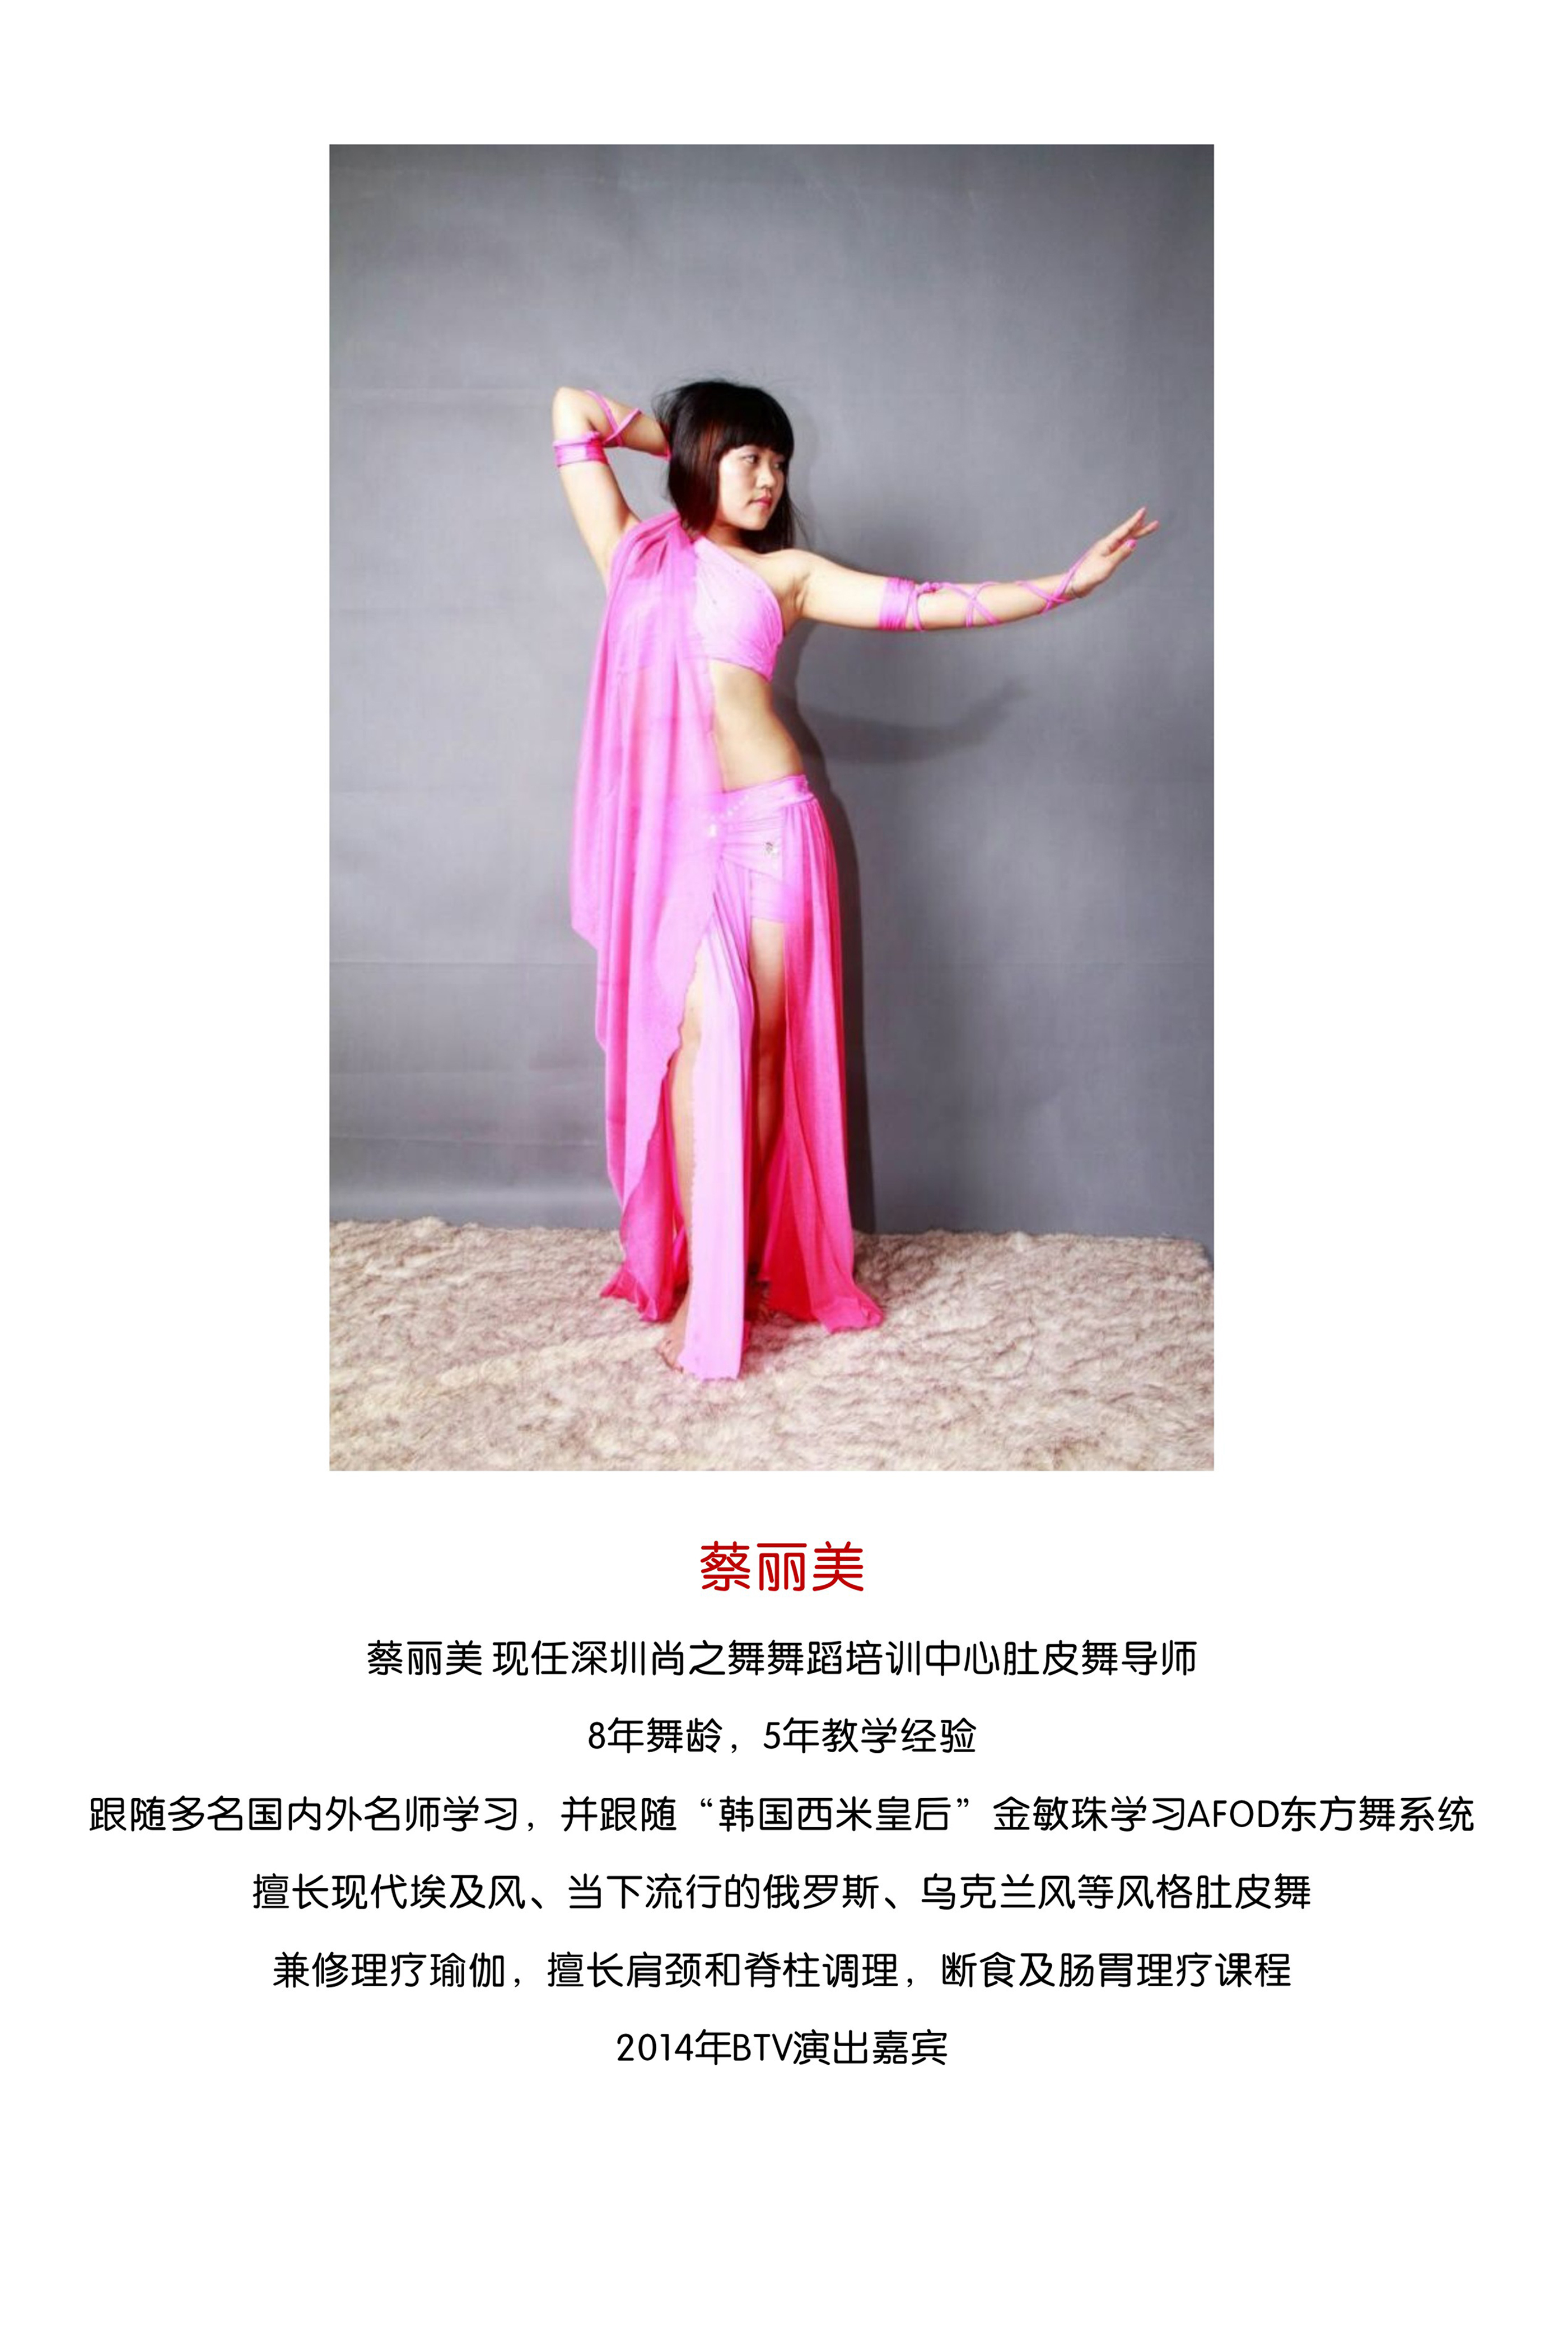 蔡丽美
蔡丽美 现任深圳尚之舞舞蹈培训中心肚皮舞导师
8年舞龄，5年教学经验
跟随多名国内外名师学习，并跟随“韩国西米皇后”金敏珠学习AFOD东方舞系统
擅长现代埃及风、当下流行的俄罗斯、乌克兰风等风格肚皮舞
兼修理疗瑜伽，擅长肩颈和脊柱调理，断食及肠胃理疗课程
2014年BTV演出嘉宾